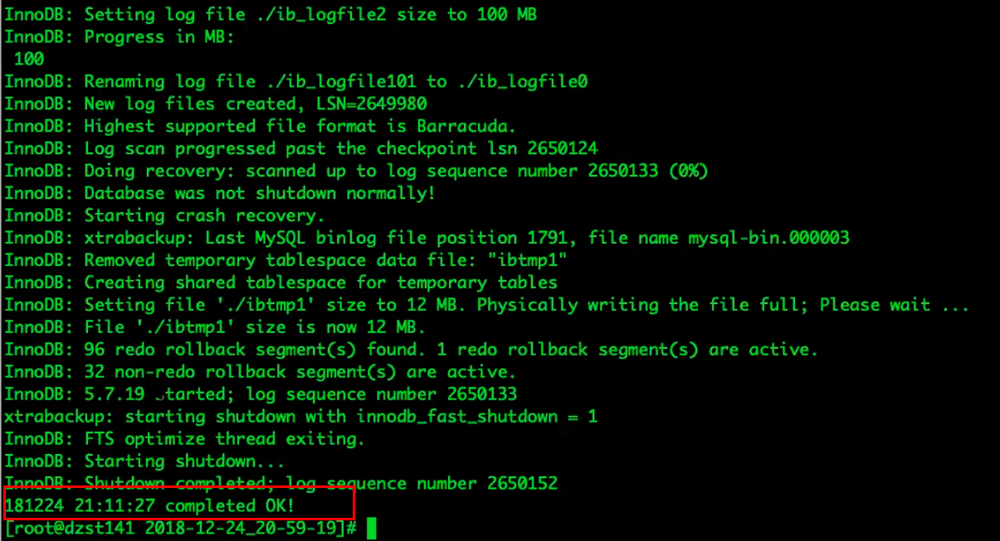 InnoDB: Setting log file ./ib_logfile2 size to 100 MB
InnoDB: Progress in MB:
100
InnoDB: Renaming log file ./ib_logfile101 to ./ib_logfile0
InnoDB: New log files created, LSN=2649980
InnoDB: Highest supported file format is Barracuda.
InnoDB: Log scan progressed past the checkpoint lsn 2650124
InnoDB: Doing recovery: scanned up to log sequence number 2650133 (0%)
InnoDB: Database was not shutdown normally!
InnoDB: Starting crash recovery.
InnoDB: xtrabackup: Last MySQL binlog file position 1791, file name mysql-bin.000003
InnoDB: Removed temporary tablespace data file: "ibtmp1"
InnoDB: Creating shared tablespace for temporary tables
InnoDB: Setting file './ibtmp1' size to 12 MB. Physically writing the file full; Please wait ...
InnoDB: File './ibtmp1' size is now 12 MB.
InnoDB: 96 redo rollback segment(s) found. 1 redo rollback segment(s) are active.
InnoDB: 32 non-redo rollback segment(s) are active.
InnoDB: 5.7.19 started; log sequence number 2650133
xtrabackup: starting shutdown with innodb_fast_shutdown = 1
InnoDB: FTS optimize thread exiting.
InnoDB: Starting shutdown...
InnoDB: Shutdown completed; log sequence number 2650152
181224 21:11:27 completed OK!
[root@dzst141 2018-12-24_20-59-19]#